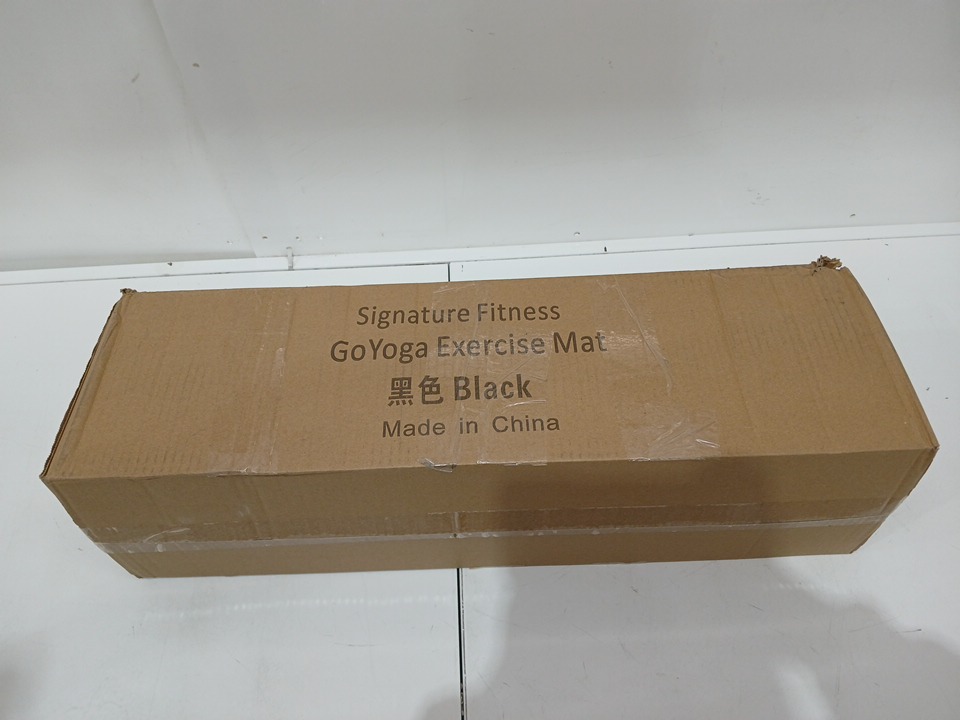 Signature Fitness
GoYoga Exercise Mat
黑色 Black
Made in China